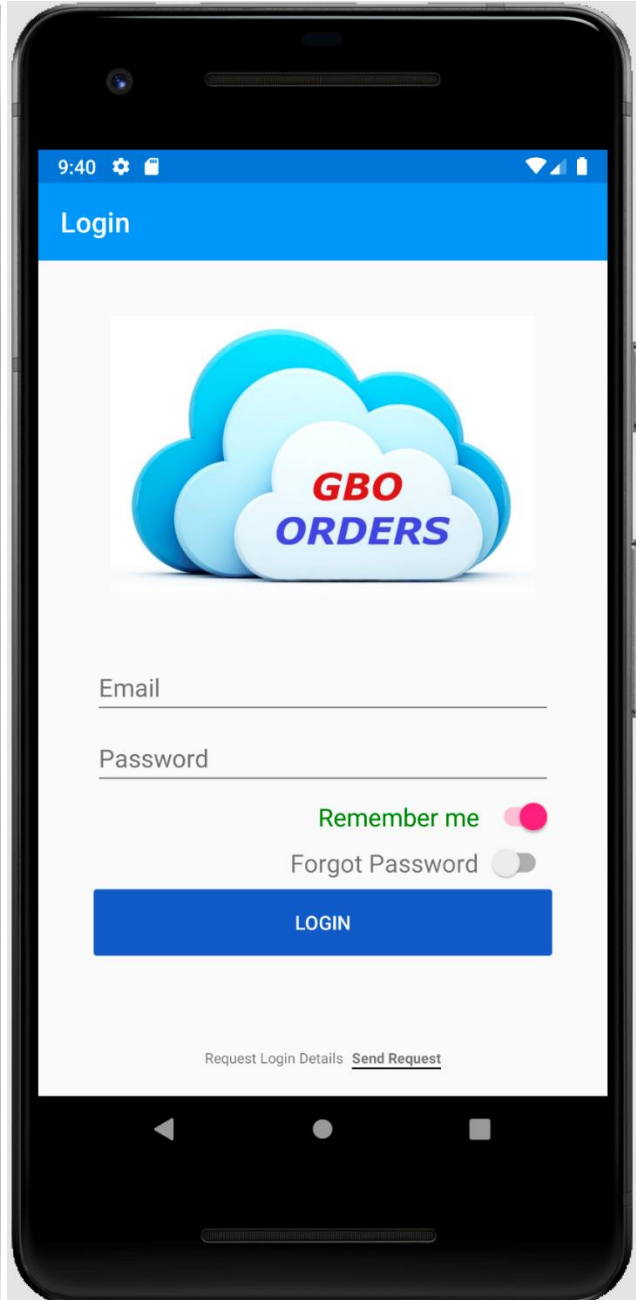 9:40
Login
GBO
ORDERS
Email
Password
Remember me
Forgot Password
LOGIN
Request Login Details Send Request